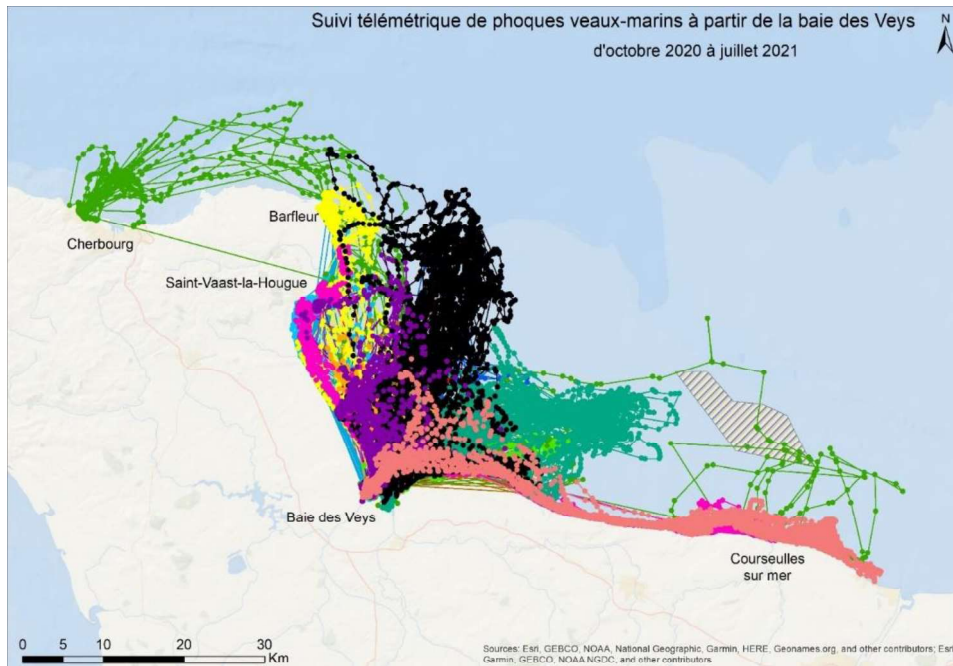 Suivi télémétrique de phoques veaux-marins à partir de la baie des Veys
d'octobre 2020 à juillet 2021
N
Barfleur
Cherbourg
Saint-Vaast-la-Hougue
Baie des Veys
Courseulles
sur mer
0 5 10 20 30
Km
Sources: Esri, GEBCO, NOAA, National Geographic, Garmin, HERE, Geonames.org, and other contributors; Esri
Garmin, GEBCO, NOAA NGDC, and other contributors